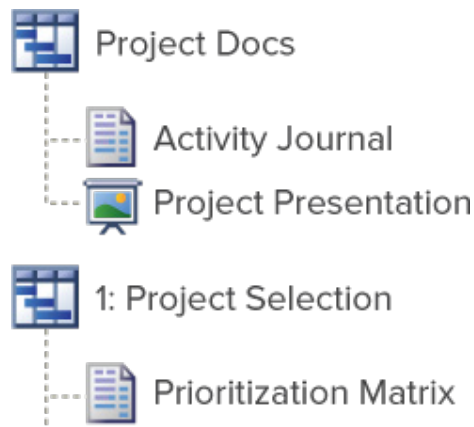 Project Docs
Activity Journal
Project Presentation
1: Project Selection
Prioritization Matrix